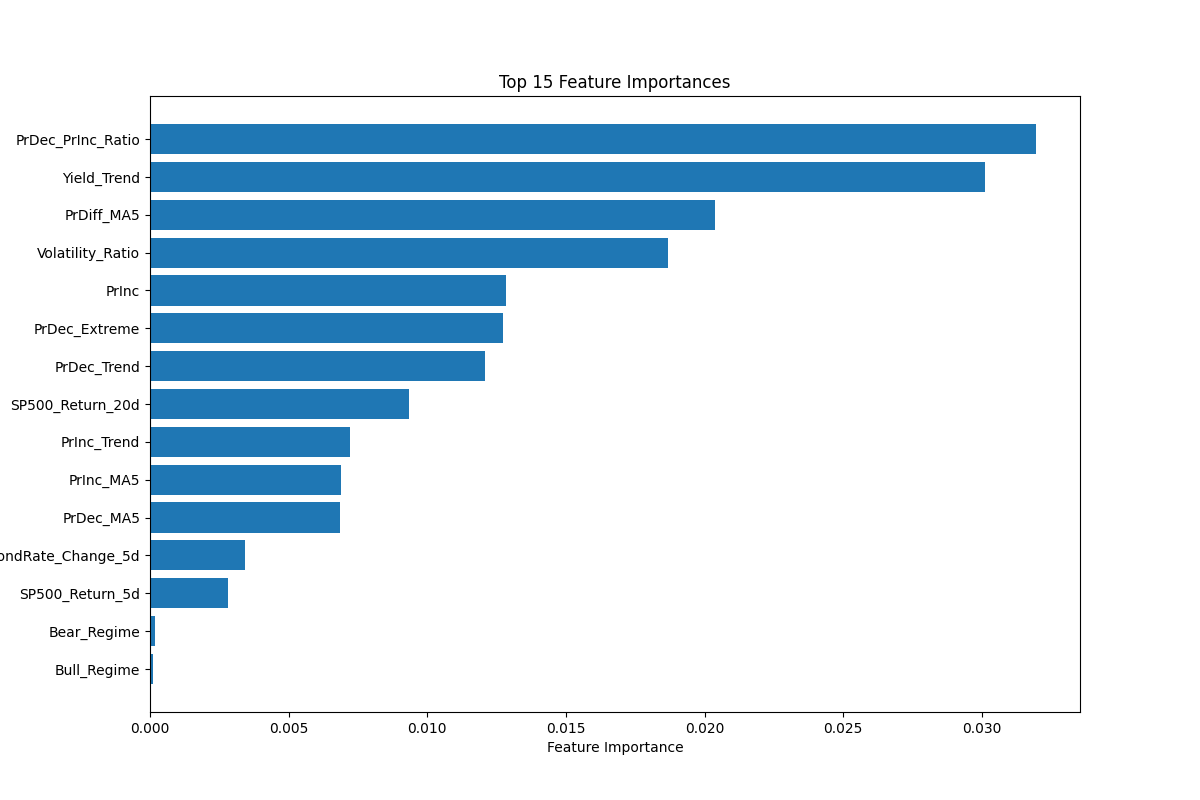 Top 15 Feature Importances
PrDec_PrInc_Ratio
Yield_Trend
PrDiff_MA5
Volatility_Ratio
PrInc
PrDec_Extreme
PrDec_Trend
SP500_Return_20d
PrInc_Trend
PrInc_MA5
PrDec_MA5
ondRate_Change_5d
SP500_Return_5d
Bear_Regime
Bull_Regime
0.000 0.005 0.010 0.015 0.020 0.025 0.030
Feature Importance